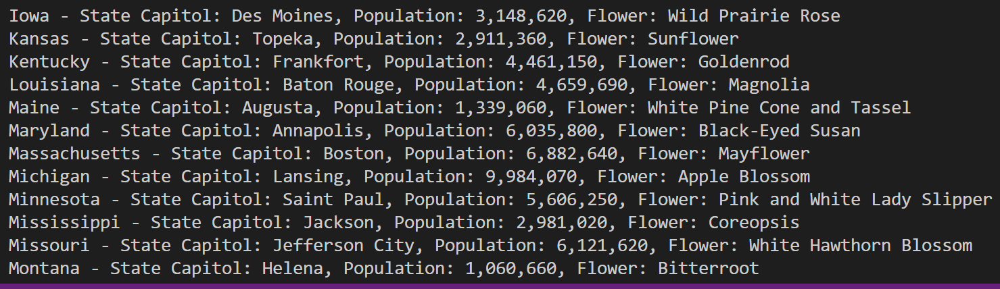 Iowa - State Capitol: Des Moines, Population: 3,148,620, Flower: Wild Prairie Rose
Kansas - State Capitol: Topeka, Population: 2,911,360, Flower: Sunflower
Kentucky - State Capitol: Frankfort, Population: 4,461,150, Flower: Goldenrod
Louisiana - State Capitol: Baton Rouge, Population: 4,659,690, Flower: Magnolia
Maine - State Capitol: Augusta, Population: 1,339,060, Flower: White Pine Cone and Tassel
Maryland - State Capitol: Annapolis, Population: 6,035,800, Flower: Black-Eyed Susan
Massachusetts - State Capitol: Boston, Population: 6,882,640, Flower: Mayflower
Michigan - State Capitol: Lansing, Population: 9,984,070, Flower: Apple Blossom
Minnesota - State Capitol: Saint Paul, Population: 5,606,250, Flower: Pink and White Lady Slipper
Mississippi - State Capitol: Jackson, Population: 2,981,020, Flower: Coreopsis
Missouri - State Capitol: Jefferson City, Population: 6,121,620, Flower: White Hawthorn Blossom
Montana - State Capitol: Helena, Population: 1,060,660, Flower: Bitterroot